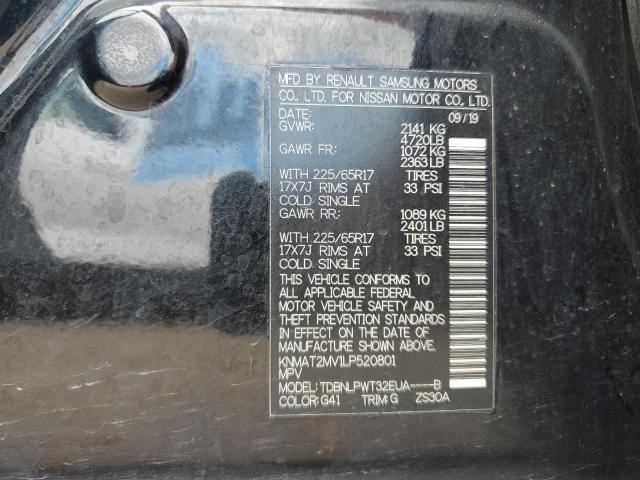 MFD BY RENAULT SAMSUNG MOTORS
CO., LTD. FOR NISSAN MOTOR CO., LTD.
DATE: 09/19
GVWR: 2141 KG
4720LB
GAWR FR: 1072 KG
2363 LB
WITH 225/65R17 TIRES
17X7J RIMS AT 33 PSI
COLD SINGLE
GAWR RR: 1089 KG
2401 LB
WITH 225/65R17 TIRES
17X7J RIMS AT 33 PSI
COLD SINGLE
THIS VEHICLE CONFORMS TO
ALL APPLICABLE FEDERAL
MOTOR VEHICLE SAFETY AND
THEFT PREVENTION STANDARDS
IN EFFECT ON THE DATE OF
MANUFACTURE SHOWN ABOVE.
KNMAT2MV1LP520801
MPV
MODEL: TDBNLPWT32EUA----B
COLOR: G41 TRIM: G ZS30A